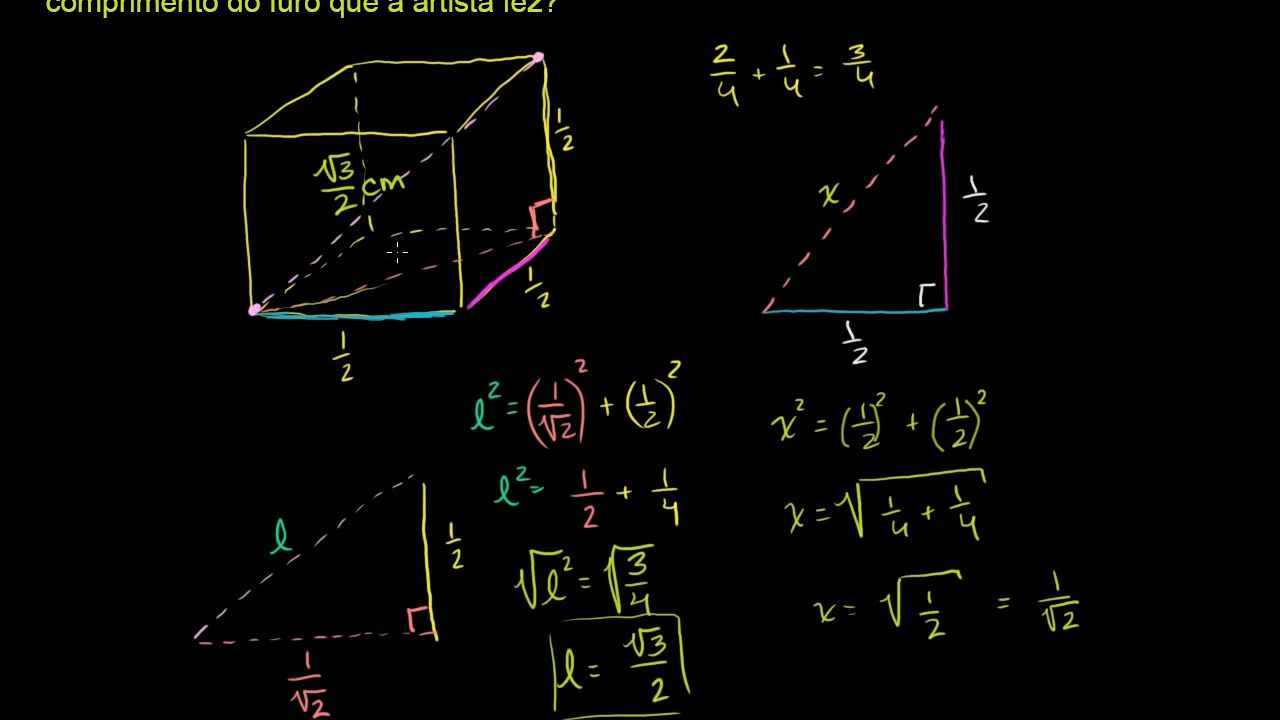 comprimento do furo que a artista fez?
2/4 + 1/4 = 3/4
1/2
√3/2 cm
1/2
1/2
x
1/2
1/2
l² = (1/√2)² + (1/2)²
l² = 1/2 + 1/4
√l² = √3/4
l = √3/2
x² = (1/2)² + (1/2)²
x = √1/4 + 1/4
x = √1/2 = 1/√2
l
1/2
1/√2